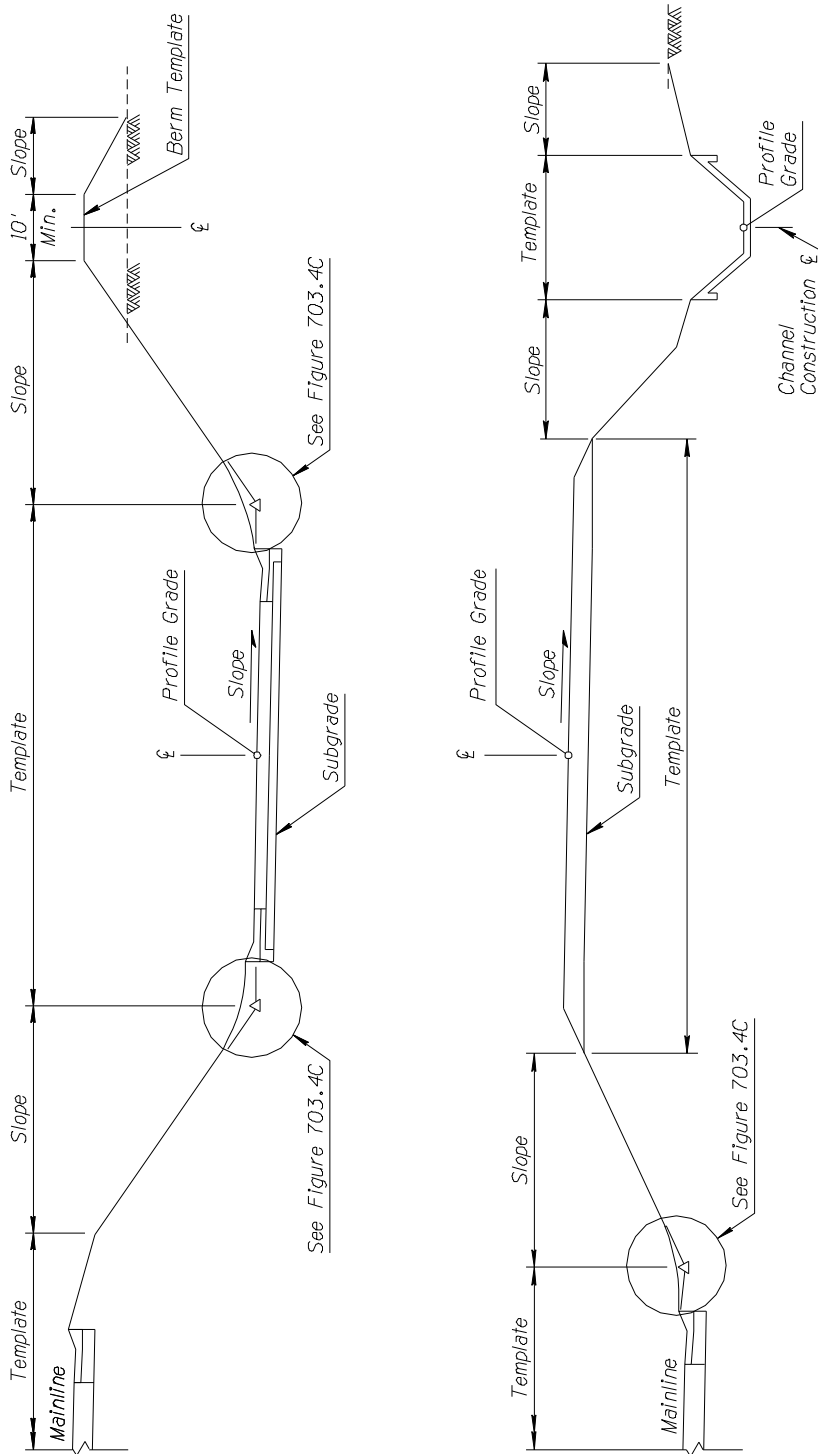 Template
Slope
Template
Slope
10'
Min.
Slope
Mainline
See Figure 703.4C
℄
Profile Grade
Slope
Subgrade
See Figure 703.4C
℄
Berm Template
Template
Slope
Mainline
See Figure 703.4C
℄
Profile Grade
Slope
Subgrade
Template
Slope
Template
Slope
Channel
Construction ℄
Profile
Grade